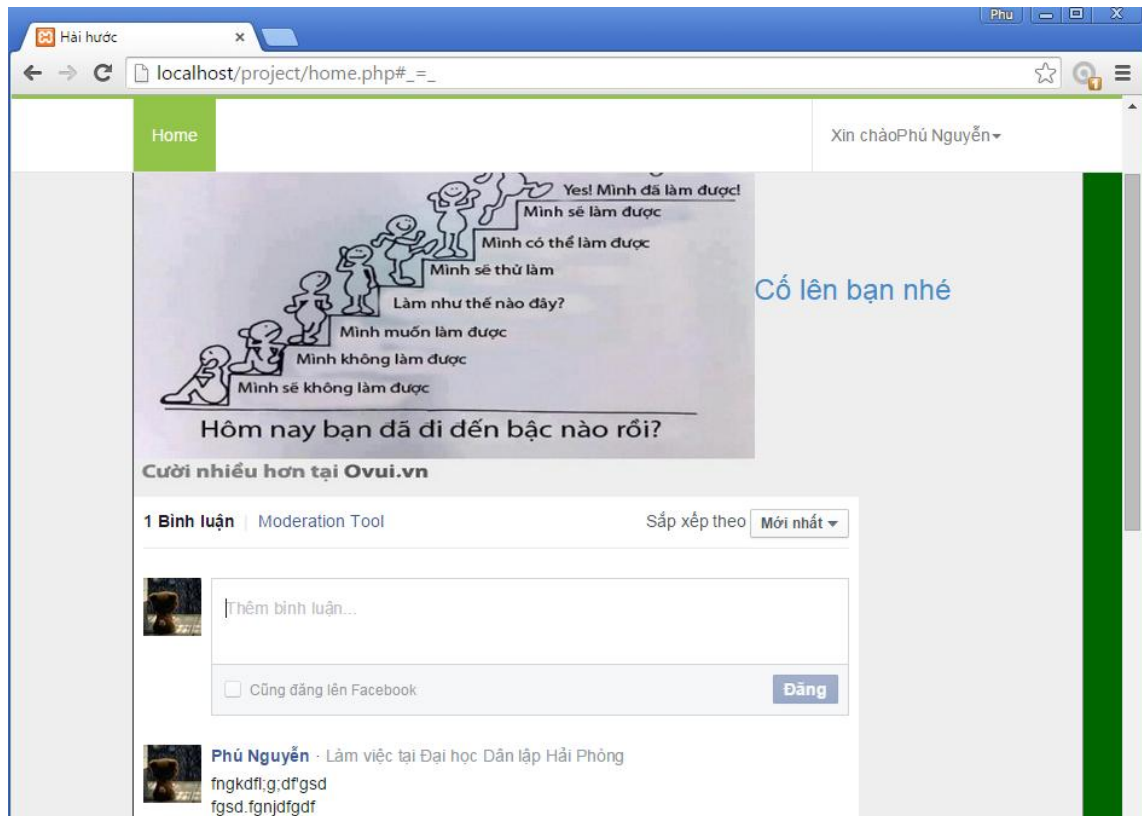 Phu
Hài hước
localhost/project/home.php#_=_
1
Home
Xin chàoPhú Nguyễn
Yes! Mình đã làm được!
Mình sẽ làm được
Mình có thể làm được
Mình sẽ thử làm
Làm như thế nào đây?
Mình muốn làm được
Mình không làm được
Mình sẽ không làm được
Hôm nay bạn đã đi đến bậc nào rồi?
Cố lên bạn nhé
Cười nhiều hơn tại Ovui.vn
1 Bình luận | Moderation Tool
Sắp xếp theo Mới nhất
Thêm bình luận...
Cũng đăng lên Facebook
Đăng
Phú Nguyễn · Làm việc tại Đại học Dân lập Hải Phòng
fngkdfl;g;df'gsd
fgsd.fgnjdfgdf